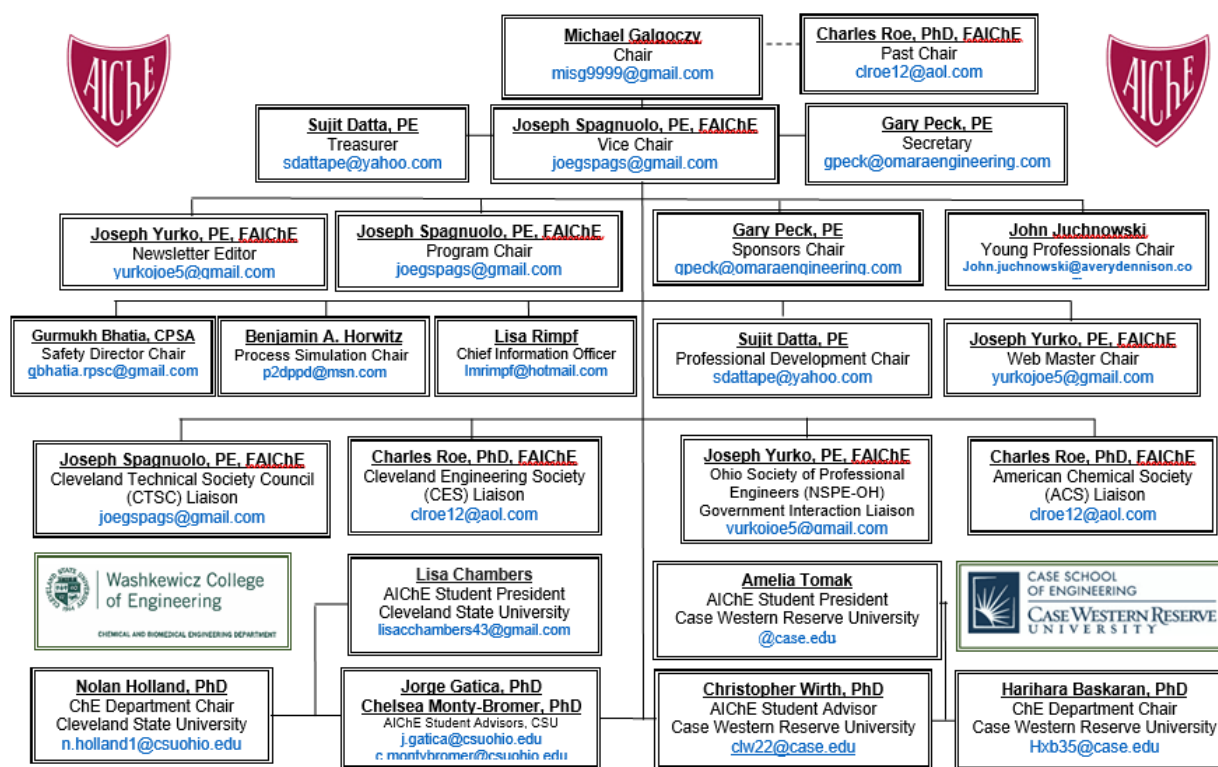 AIChE
Michael Galgoczy
Chair
misg9999@gmail.com
Charles Roe, PhD, FAIChE
Past Chair
clroe12@aol.com
AIChE
Sujit Datta, PE
Treasurer
sdattape@yahoo.com
Joseph Spagnuolo, PE, FAIChE
Vice Chair
joegspags@gmail.com
Gary Peck, PE
Secretary
gpeck@omaraengineering.com
Joseph Yurko, PE, FAIChE
Newsletter Editor
yurkojoe5@gmail.com
Joseph Spagnuolo, PE, FAIChE
Program Chair
joegspags@gmail.com
Gary Peck, PE
Sponsors Chair
gpeck@omaraengineering.com
John Juchnowski
Young Professionals Chair
John.juchnowski@averydennison.co
Gurmukh Bhatia, CPSA
Safety Director Chair
gbhatia.rpsc@gmail.com
Benjamin A. Horwitz
Process Simulation Chair
p2dppd@msn.com
Lisa Rimpf
Chief Information Officer
lmrimpf@hotmail.com
Sujit Datta, PE
Professional Development Chair
sdattape@yahoo.com
Joseph Yurko, PE, FAIChE
Web Master Chair
yurkojoe5@gmail.com
Joseph Spagnuolo, PE, FAIChE
Cleveland Technical Society Council
(CTSC) Liaison
joegspags@gmail.com
Charles Roe, PhD, FAIChE
Cleveland Engineering Society
(CES) Liaison
clroe12@aol.com
Joseph Yurko, PE, FAIChE
Ohio Society of Professional
Engineers (NSPE-OH)
Government Interaction Liaison
yurkojoe5@gmail.com
Charles Roe, PhD, FAIChE
American Chemical Society
(ACS) Liaison
clroe12@aol.com
Washkewicz College
of Engineering
CHEMICAL AND BIOMEDICAL ENGINEERING DEPARTMENT
Lisa Chambers
AIChE Student President
Cleveland State University
lisacchambers43@gmail.com
Amelia Tomak
AIChE Student President
Case Western Reserve University
@case.edu
CASE SCHOOL
OF ENGINEERING
CASE WESTERN RESERVE
UNIVERSITY
Nolan Holland, PhD
ChE Department Chair
Cleveland State University
n.holland1@csuohio.edu
Jorge Gatica, PhD
Chelsea Monty-Bromer, PhD
AIChE Student Advisors, CSU
j.gatica@csuohio.edu
c.montybromer@csuohio.edu
Christopher Wirth, PhD
AIChE Student Advisor
Case Western Reserve University
clw22@case.edu
Harihara Baskaran, PhD
ChE Department Chair
Case Western Reserve University
Hxb35@case.edu